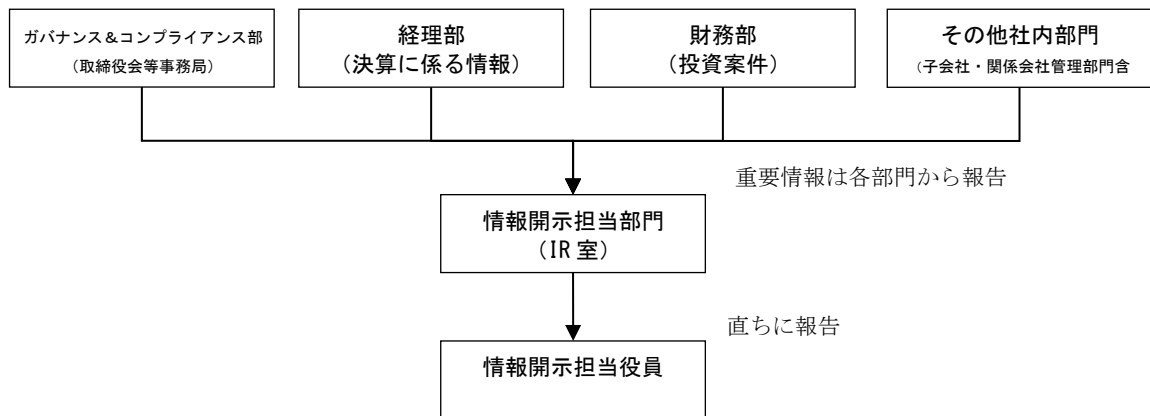 ガバナンス＆コンプライアンス部
（取締役会等事務局）
経理部
（決算に係る情報）
財務部
（投資案件）
その他社内部門
（子会社・関係会社管理部門含
重要情報は各部門から報告
情報開示担当部門
（IR 室）
直ちに報告
情報開示担当役員